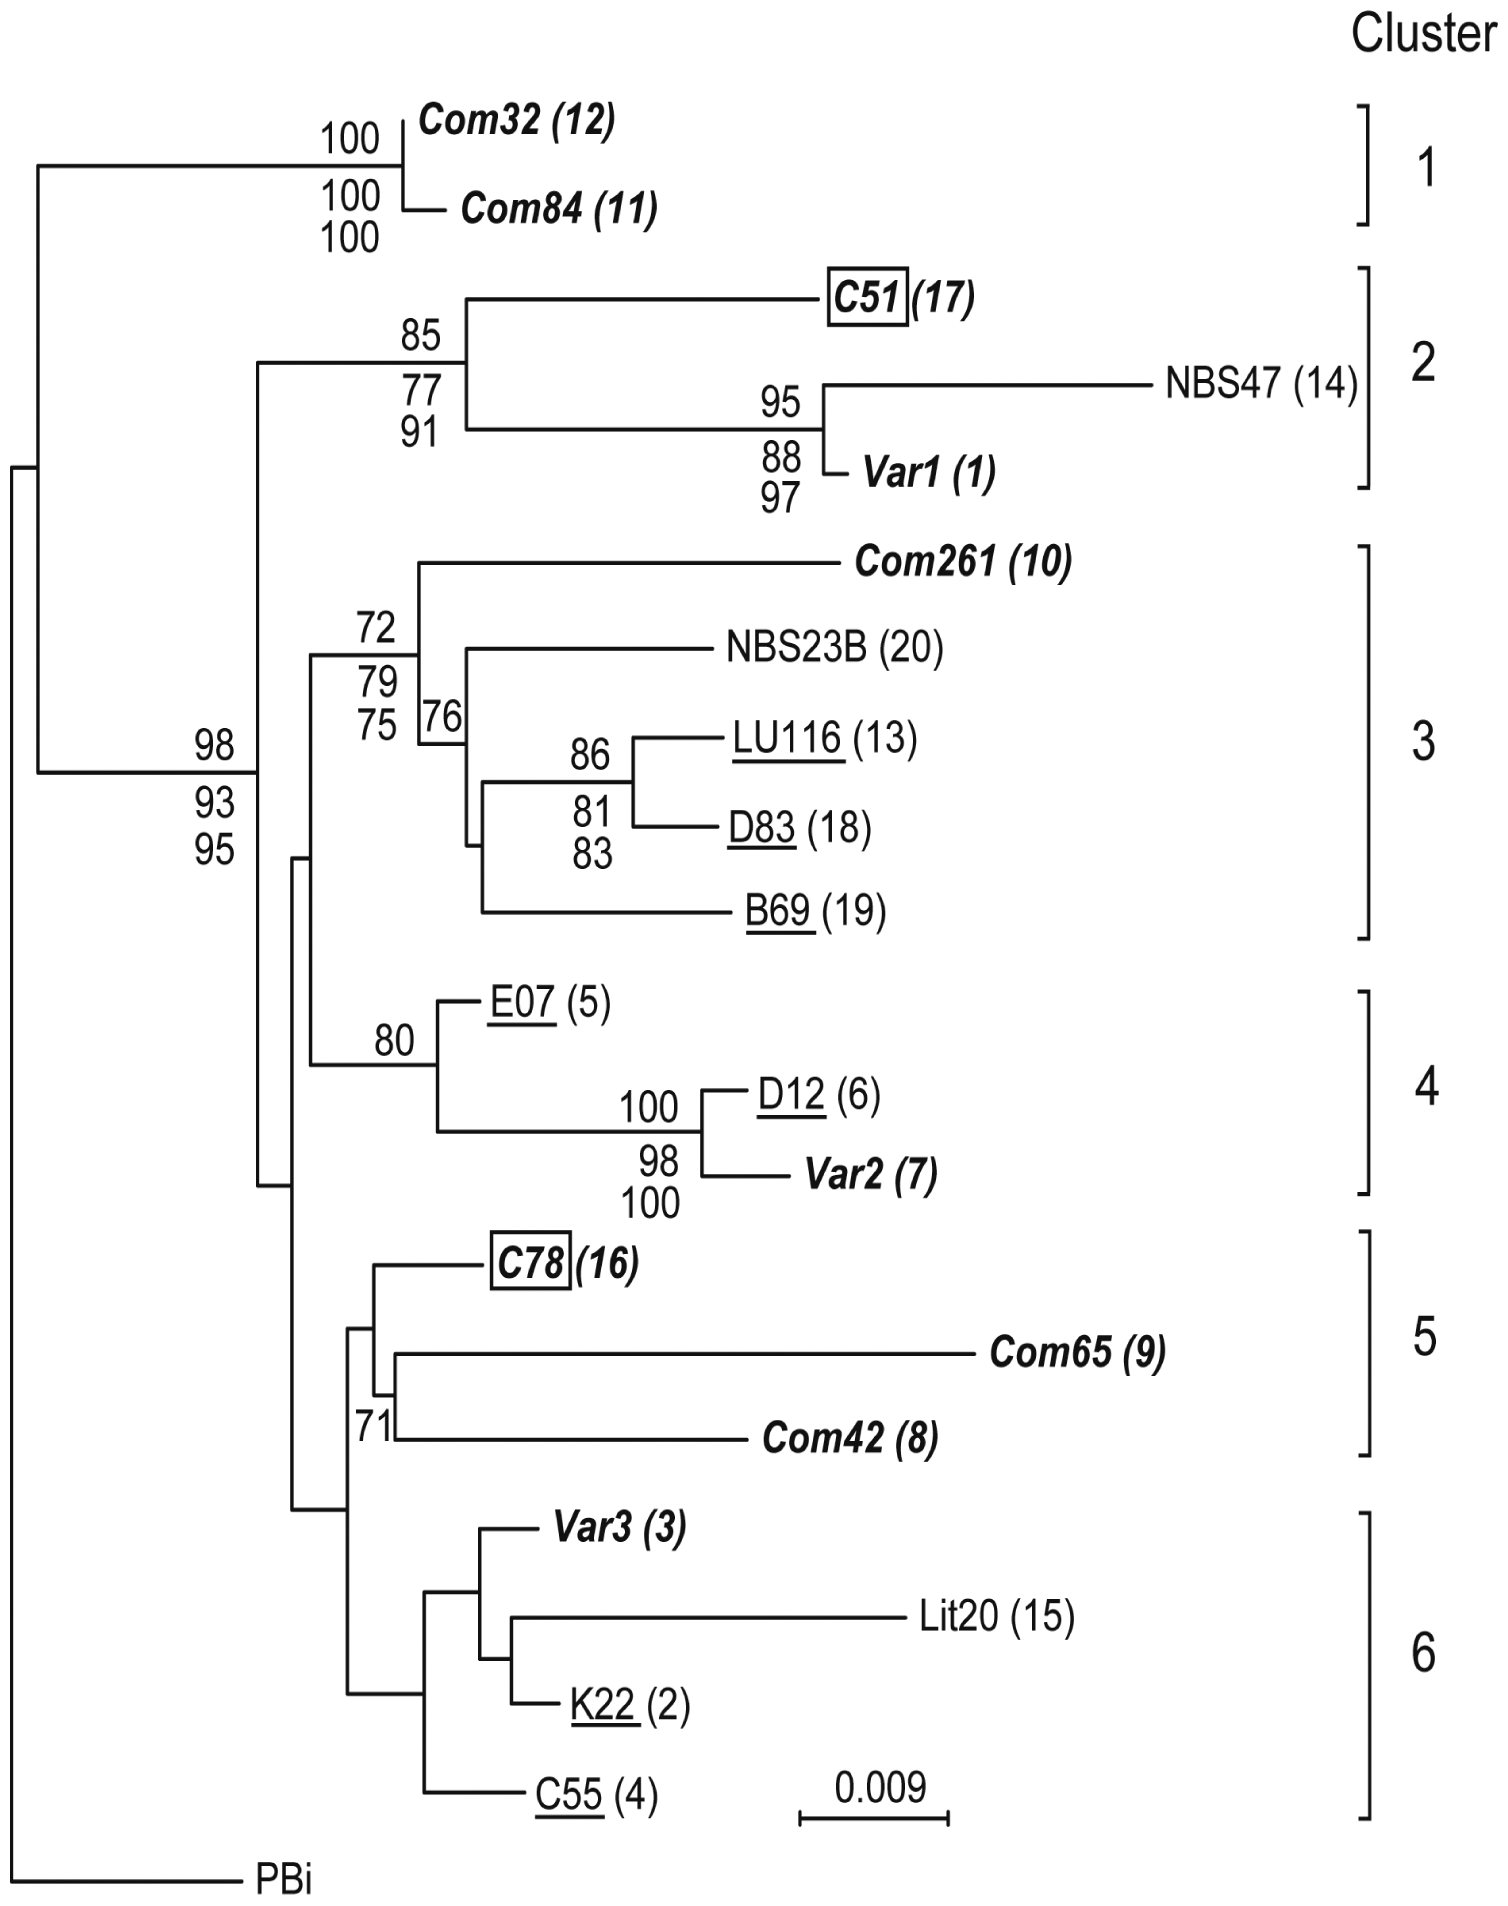 Cluster
Com32 (12)
100
100
100
1
Com84 (11)
C51 (17)
85
77
91
2
NBS47 (14)
95
88
97
Var1 (1)
Com261 (10)
72
79
75
NBS23B (20)
76
LU116 (13)
3
98
93
95
86
81
83
D83 (18)
B69 (19)
E07 (5)
80
D12 (6)
4
100
98
100
Var2 (7)
C78 (16)
Com65 (9)
5
71
Com42 (8)
Var3 (3)
Lit20 (15)
6
K22 (2)
C55 (4)
0.009
PBi